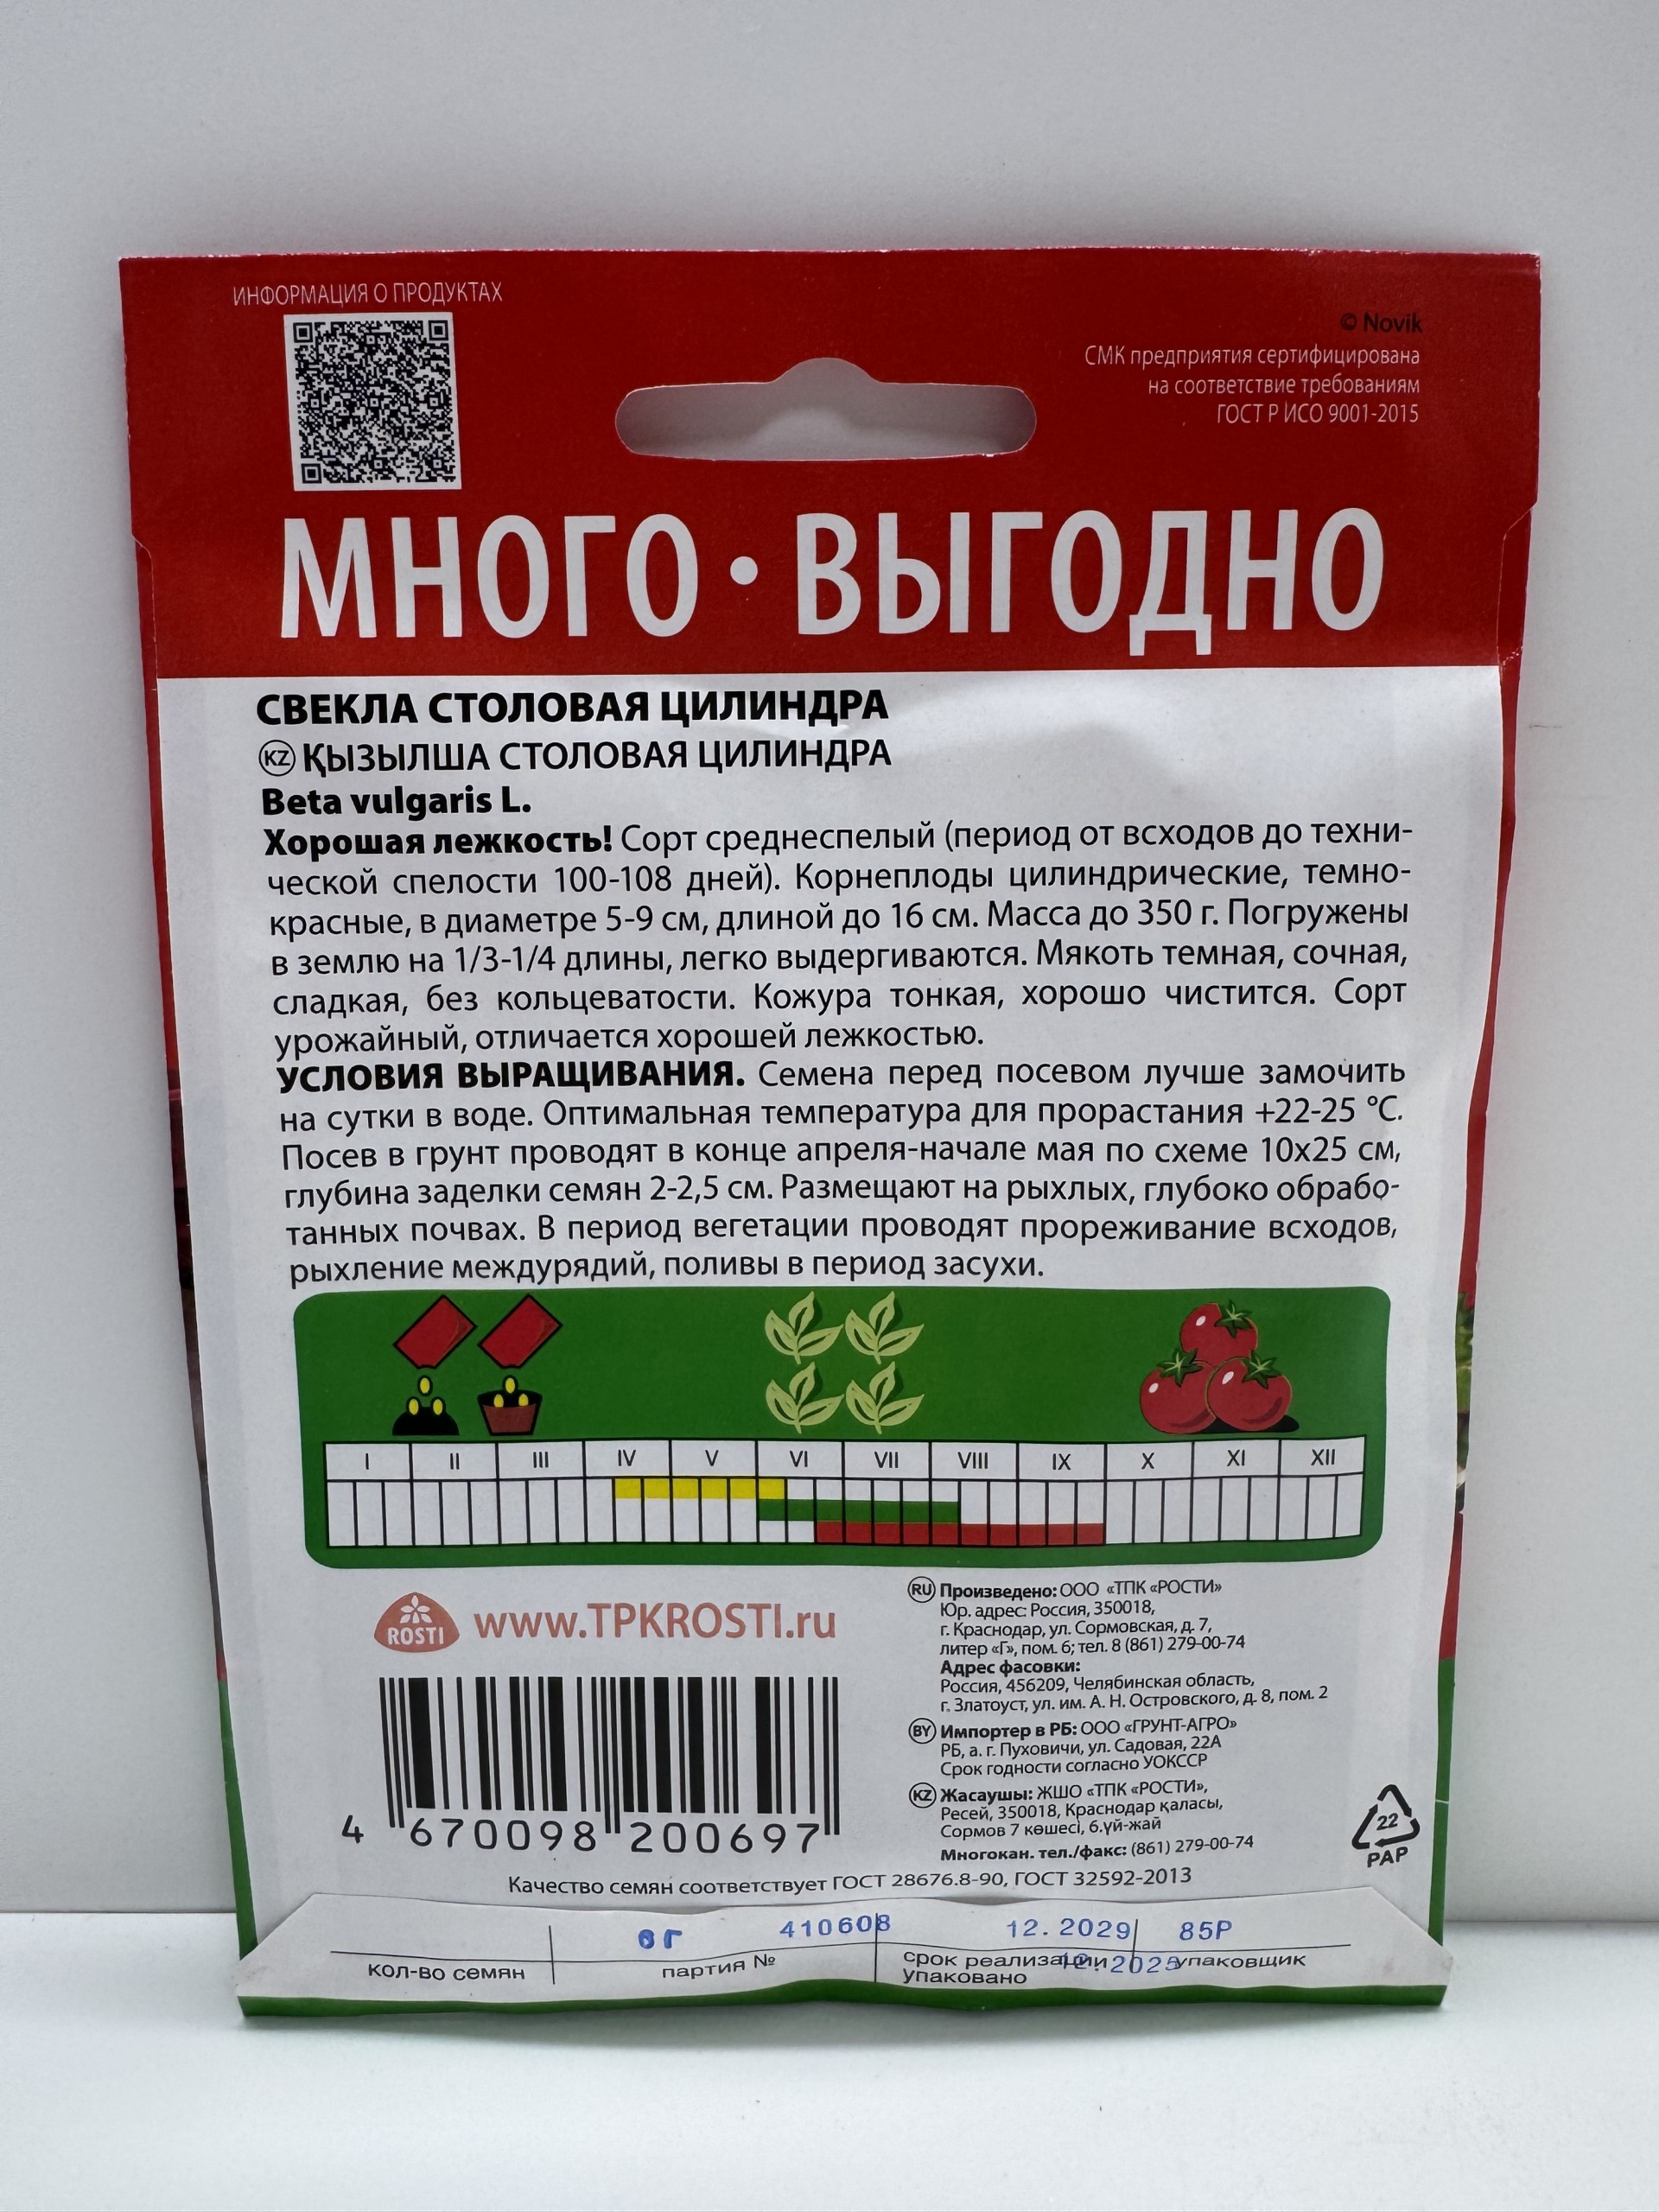 ИНФОРМАЦИЯ О ПРОДУКТАХ
© Novik
СМК предприятия сертифицирована
на соответствие требованиям
ГОСТ Р ИСО 9001-2015
МНОГО • ВЫГОДНО
СВЕКЛА СТОЛОВАЯ ЦИЛИНДРА
KZ ҚЫЗЫЛША СТОЛОВАЯ ЦИЛИНДРА
Beta vulgaris L.
Хорошая лежкость! Сорт среднеспелый (период от всходов до техни-
ческой спелости 100-108 дней). Корнеплоды цилиндрические, темно-
красные, в диаметре 5-9 см, длиной до 16 см. Масса до 350 г. Погружены
в землю на 1/3-1/4 длины, легко выдергиваются. Мякоть темная, сочная,
сладкая, без кольцеватости. Кожура тонкая, хорошо чистится. Сорт
урожайный, отличается хорошей лежкостью.
УСЛОВИЯ ВЫРАЩИВАНИЯ. Семена перед посевом лучше замочить
на сутки в воде. Оптимальная температура для прорастания +22-25 °С.
Посев в грунт проводят в конце апреля-начале мая по схеме 10х25 см,
глубина заделки семян 2-2,5 см. Размещают на рыхлых, глубоко обрабо-
танных почвах. В период вегетации проводят прореживание всходов,
рыхление междурядий, поливы в период засухи.
I II III IV V VI VII VIII IX X XI XII
ROSTI www.TPKROSTI.ru
4 670098 200697
RU Произведено: ООО «ТПК «РОСТИ»
Юр. адрес: Россия, 350018,
г. Краснодар, ул. Сормовская, д. 7,
литер «Г», пом. 6; тел. 8 (861) 279-00-74
Адрес фасовки:
Россия, 456209, Челябинская область,
г. Златоуст, ул. им. А. Н. Островского, д. 8, пом. 2
BY Импортер в РБ: ООО «ГРУНТ-АГРО»
РБ, а. г. Пуховичи, ул. Садовая, 22А
Срок годности согласно УОКССР
KZ Жасаушы: ЖШО «ТПК «РОСТИ»,
Ресей, 350018, Краснодар қаласы,
Сормов 7 көшесі, 6.үй-жай
Многокан. тел./факс: (861) 279-00-74
22
PAP
Качество семян соответствует ГОСТ 28676.8-90, ГОСТ 32592-2013
410608 12.2029 85Р
кол-во семян партия № срок реализации упаковщик
упаковано 12.2025